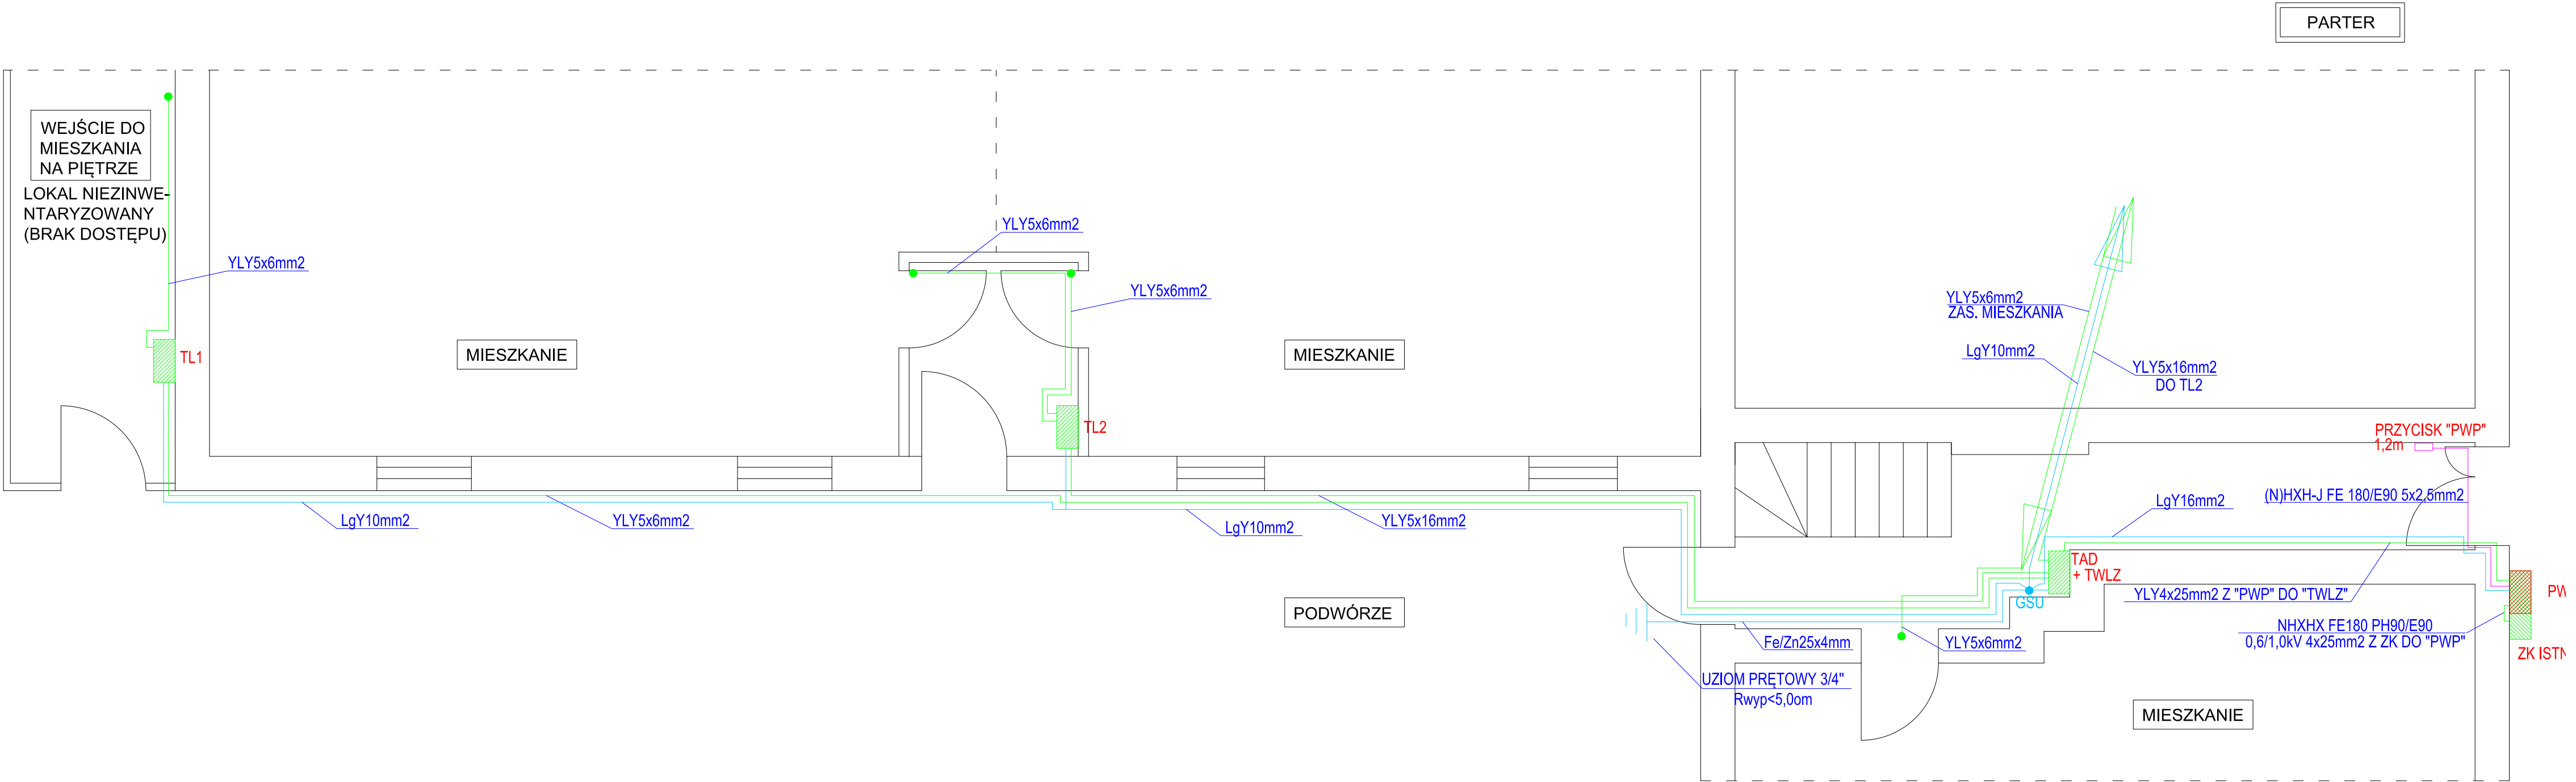 PARTER
WEJŚCIE DO
MIESZKANIA
NA PIĘTRZE
LOKAL NIEZINWE-
NTARYZOWANY
(BRAK DOSTĘPU)
YLY5x6mm2
TL1
MIESZKANIE
YLY5x6mm2
YLY5x6mm2
MIESZKANIE
TL2
LgY10mm2
YLY5x6mm2
LgY10mm2
YLY5x16mm2
PODWÓRZE
YLY5x6mm2
ZAS. MIESZKANIA
LgY10mm2
YLY5x16mm2
DO TL2
PRZYCISK "PWP"
1,2m
LgY16mm2
(N)HXH-J FE 180/E90 5x2,5mm2
TAD
+ TWLZ
GSU
YLY4x25mm2 Z "PWP" DO "TWLZ"
PW
NHXHX FE180 PH90/E90
0,6/1,0kV 4x25mm2 Z ZK DO "PWP"
ZK ISTN
Fe/Zn25x4mm
YLY5x6mm2
UZIOM PRĘTOWY 3/4"
Rwyp<5,0om
MIESZKANIE